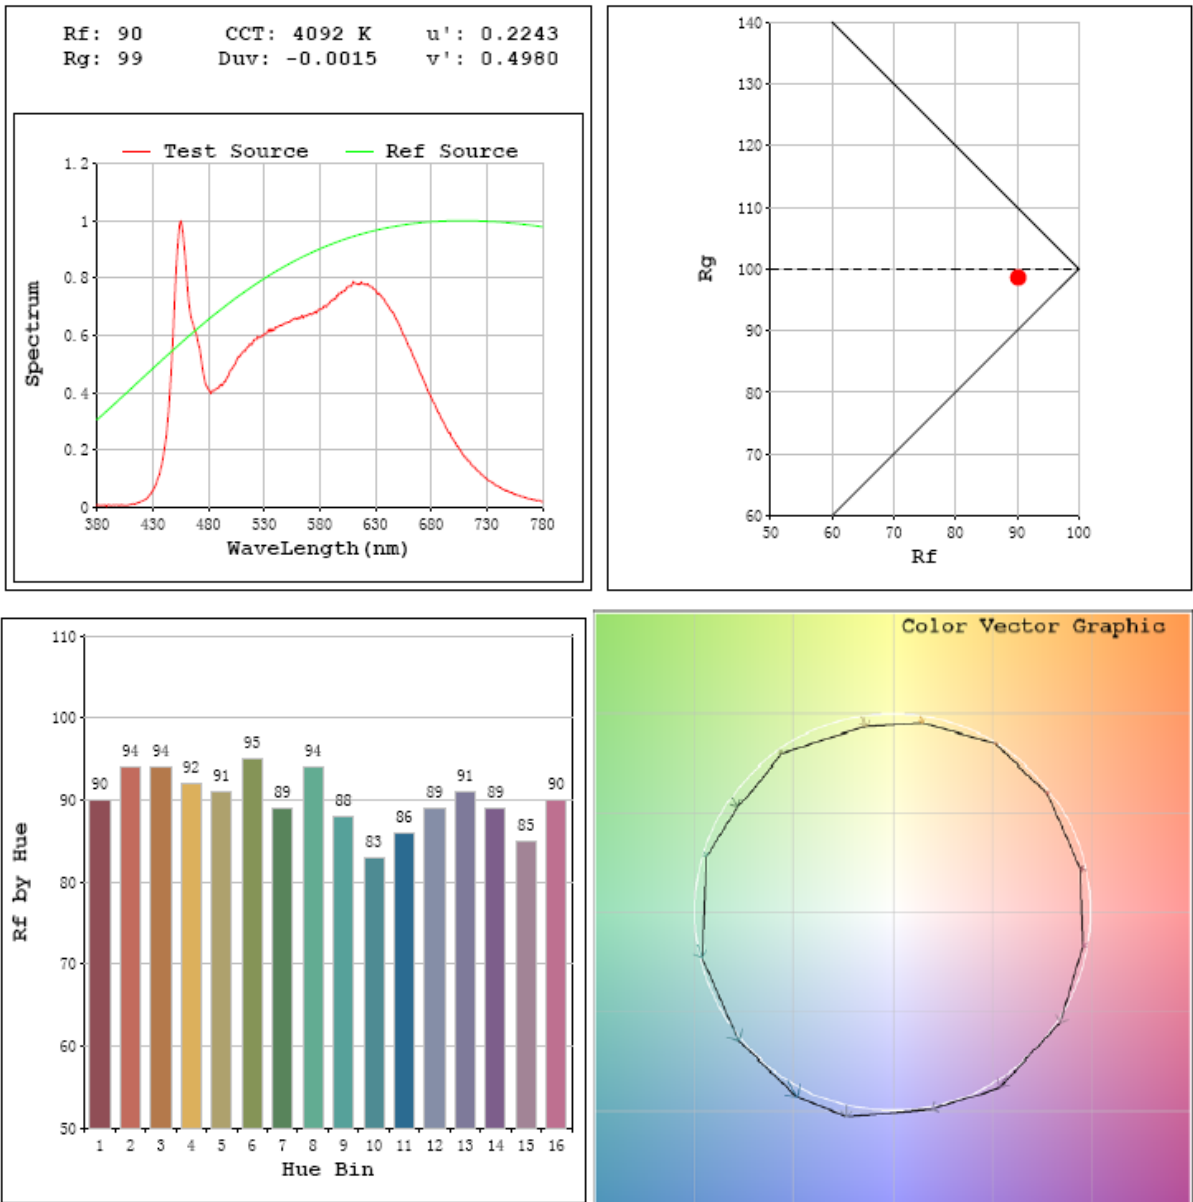 Rf: 90 CCT: 4092 K u': 0.2243
Rg: 99 Duv: -0.0015 v': 0.4980
Test Source Ref Source
Spectrum
1.2
1
0.8
0.6
0.4
0.2
0
380 430 480 530 580 630 680 730 780
WaveLength(nm)
Rg
140
130
120
110
100
90
80
70
60
50 60 70 80 90 100
Rf
Rf by Hue
110
100
90
80
70
60
50
90 94 94 92 91 95 89 94 88 83 86 89 91 89 85 90
1 2 3 4 5 6 7 8 9 10 11 12 13 14 15 16
Hue Bin
Color Vector Graphic